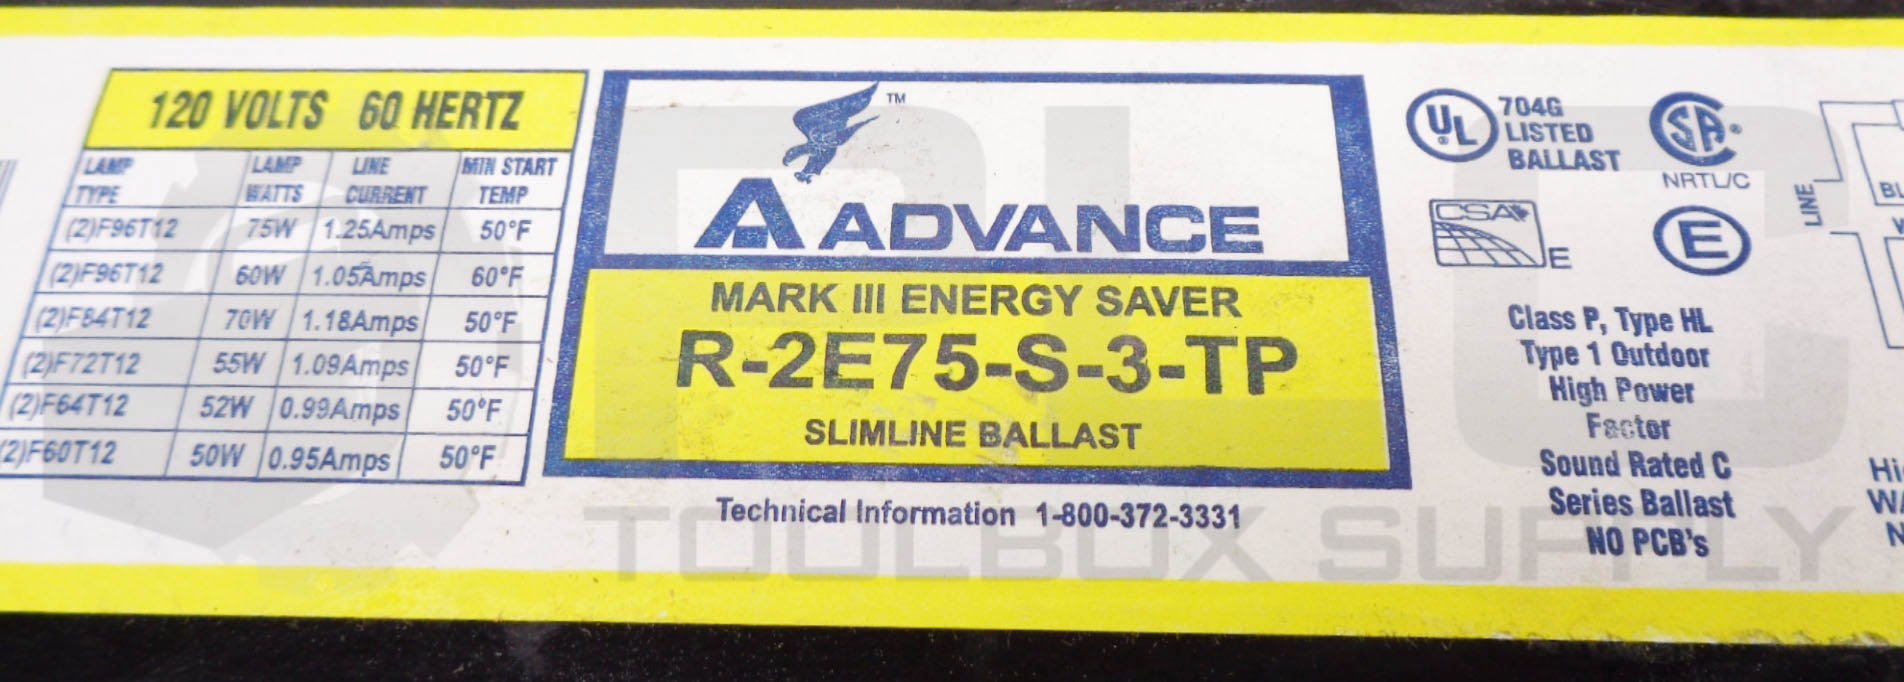 120 VOLTS 60 HERTZ
LAMP TYPE LAMP WATTS LINE CURRENT MIN START TEMP
(2)F96T12 75W 1.25Amps 50°F
(2)F96T12 60W 1.05Amps 60°F
(2)F84T12 70W 1.18Amps 50°F
(2)F72T12 55W 1.09Amps 50°F
(2)F64T12 52W 0.99Amps 50°F
(2)F60T12 50W 0.95Amps 50°F
TM
ADVANCE
MARK III ENERGY SAVER
R-2E75-S-3-TP
SLIMLINE BALLAST
Technical Information 1-800-372-3331
UL
704G
LISTED
BALLAST
SA
NRTL/C
CSA
E
E
Class P, Type HL
Type 1 Outdoor
High Power
Factor
Sound Rated C
Series Ballast
NO PCB's
LINE
PLC
TOOLBOX SUPPLY